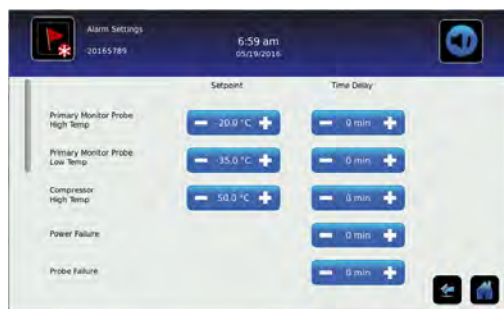 Alarm Settings
20165789
6:59 am
05/19/2016
Setpoint Time Delay
Primary Monitor Probe
High Temp
-20.0 °C 0 min
Primary Monitor Probe
Low Temp
-35.0 °C 0 min
Compressor
High Temp
50.0 °C 0 min
Power Failure
0 min
Probe Failure
0 min